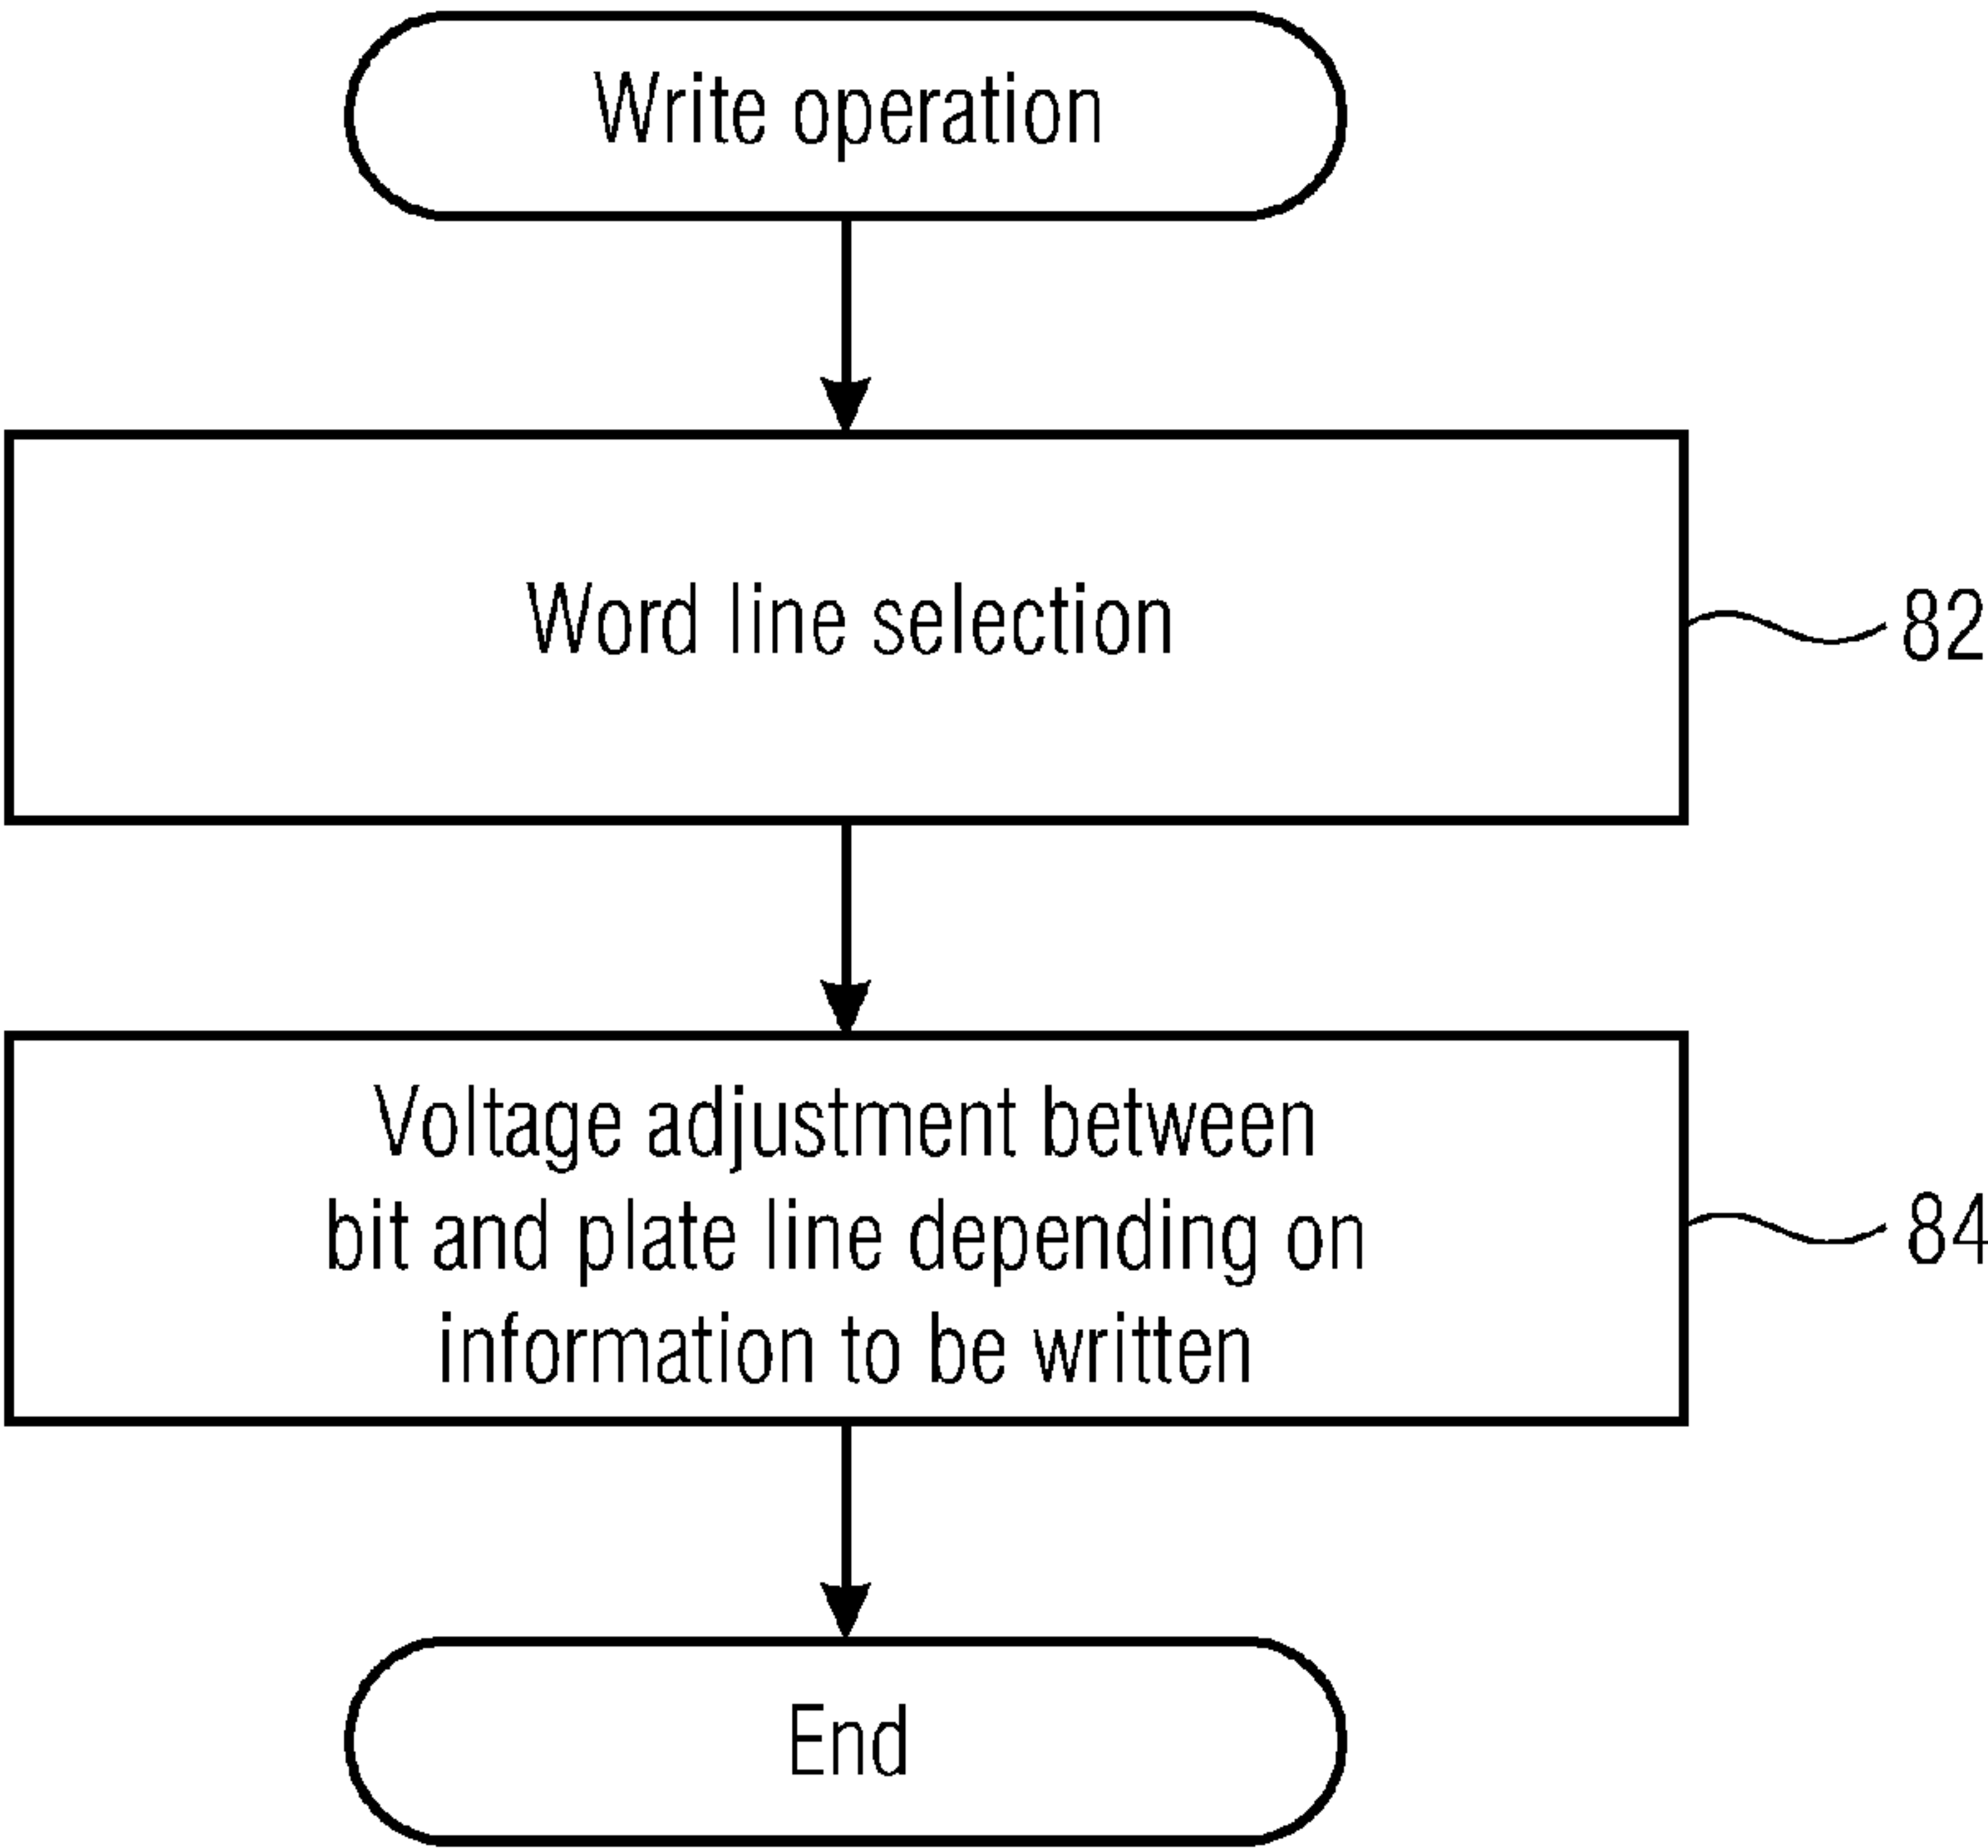 Write operation
Word line selection
82
Voltage adjustment between
bit and plate line depending on
84
information to be written
End